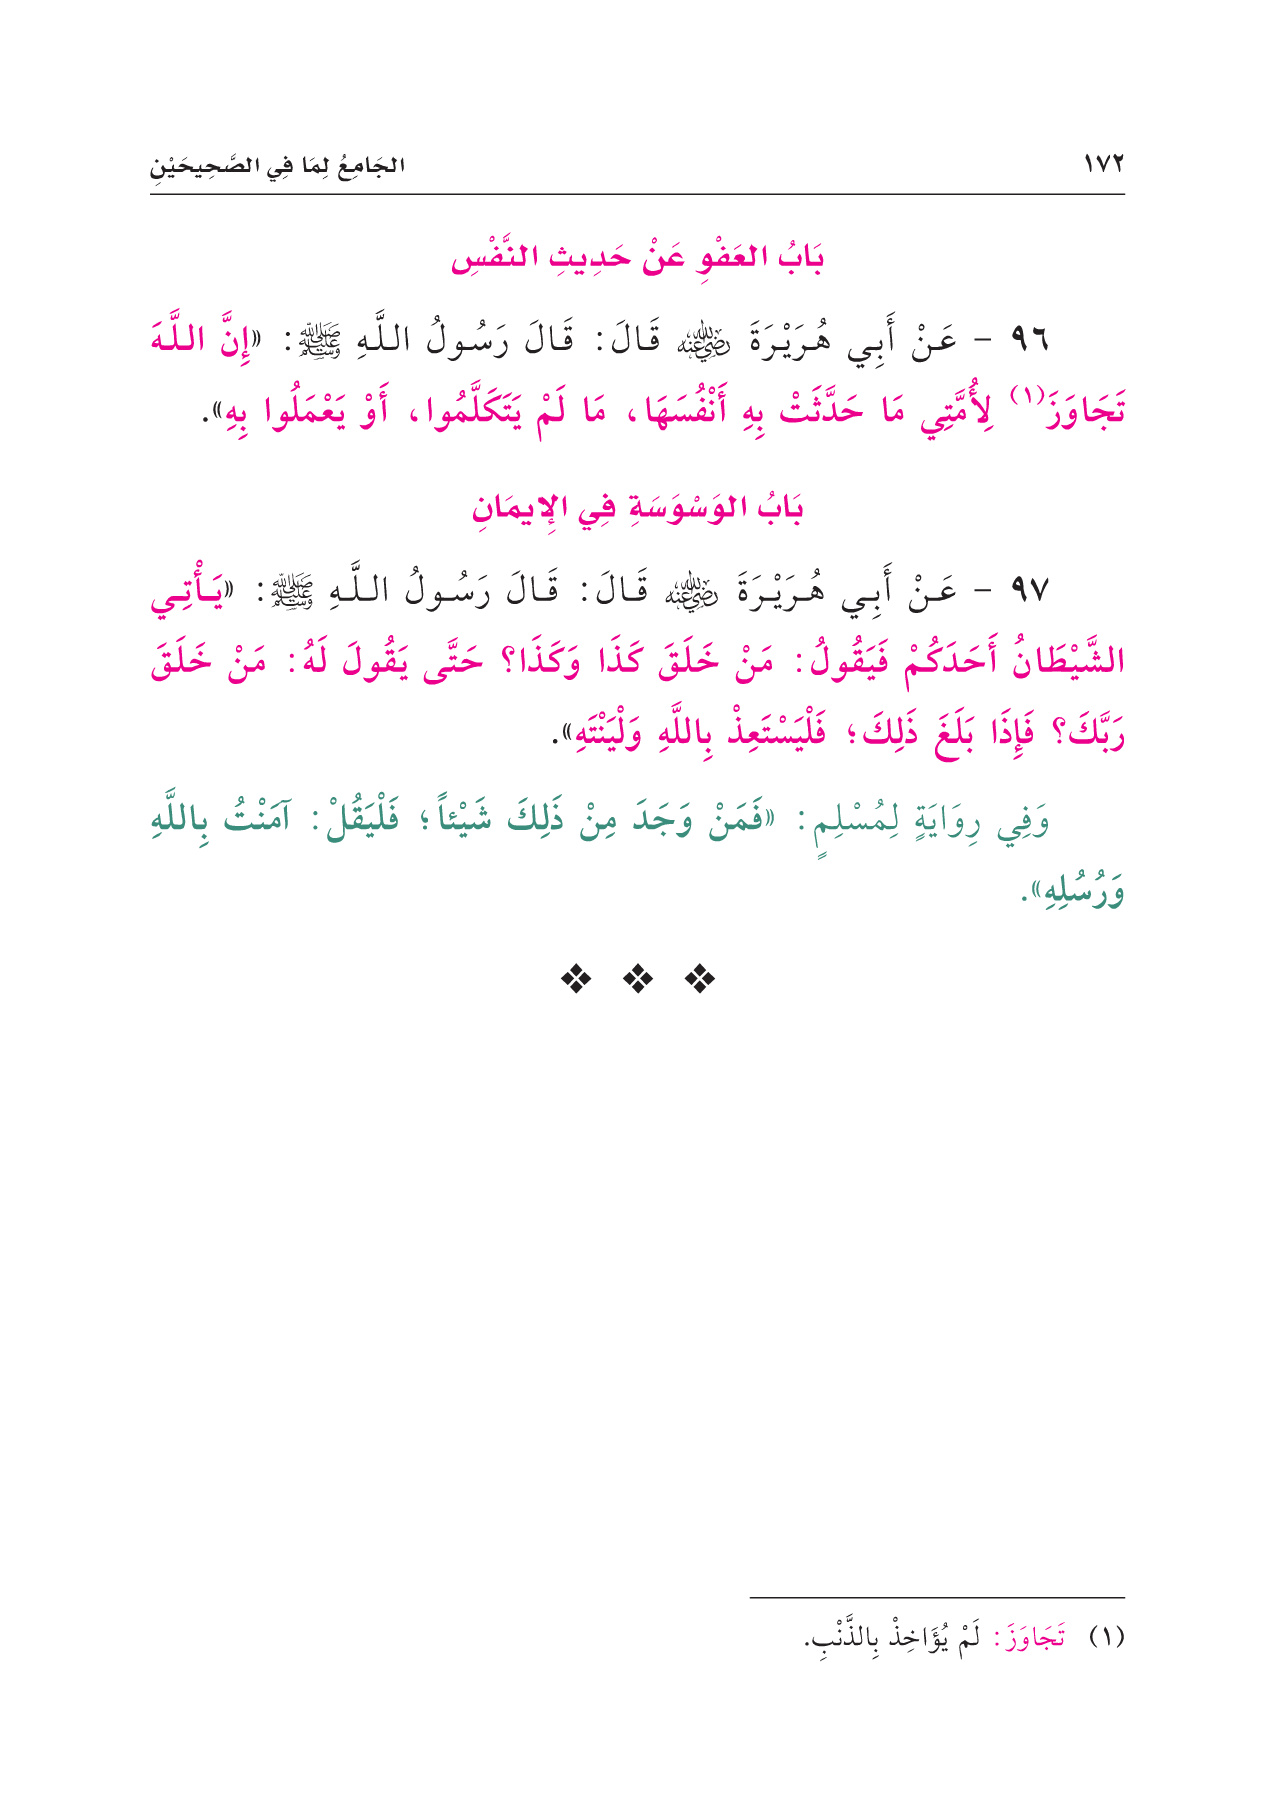 ١٧٢
الجَامِعُ لِمَا فِي الصَّحِيحَيْنِ
بَابُ العَفْوِ عَنْ حَدِيثِ النَّفْسِ
٩٦ - عَنْ أَبِي هُرَيْرَةَ رضي الله عنه قَالَ: قَالَ رَسُولُ اللَّهِ ﷺ: «إِنَّ اللَّهَ
تَجَاوَزَ(١) لِأُمَّتِي مَا حَدَّثَتْ بِهِ أَنْفُسَهَا، مَا لَمْ يَتَكَلَّمُوا، أَوْ يَعْمَلُوا بِهِ».
بَابُ الوَسْوَسَةِ فِي الإِيمَانِ
٩٧ - عَنْ أَبِي هُرَيْرَةَ رضي الله عنه قَالَ: قَالَ رَسُولُ اللَّهِ ﷺ: «يَأْتِي
الشَّيْطَانُ أَحَدَكُمْ فَيَقُولُ: مَنْ خَلَقَ كَذَا وَكَذَا؟ حَتَّى يَقُولَ لَهُ: مَنْ خَلَقَ
رَبَّكَ؟ فَإِذَا بَلَغَ ذَلِكَ؛ فَلْيَسْتَعِذْ بِاللَّهِ وَلْيَنْتَهِ».
وَفِي رِوَايَةٍ لِمُسْلِمٍ: «فَمَنْ وَجَدَ مِنْ ذَلِكَ شَيْئاً؛ فَلْيَقُلْ: آمَنْتُ بِاللَّهِ
وَرُسُلِهِ».
(١) تَجَاوَزَ: لَمْ يُؤَاخِذْ بِالذَّنْبِ.